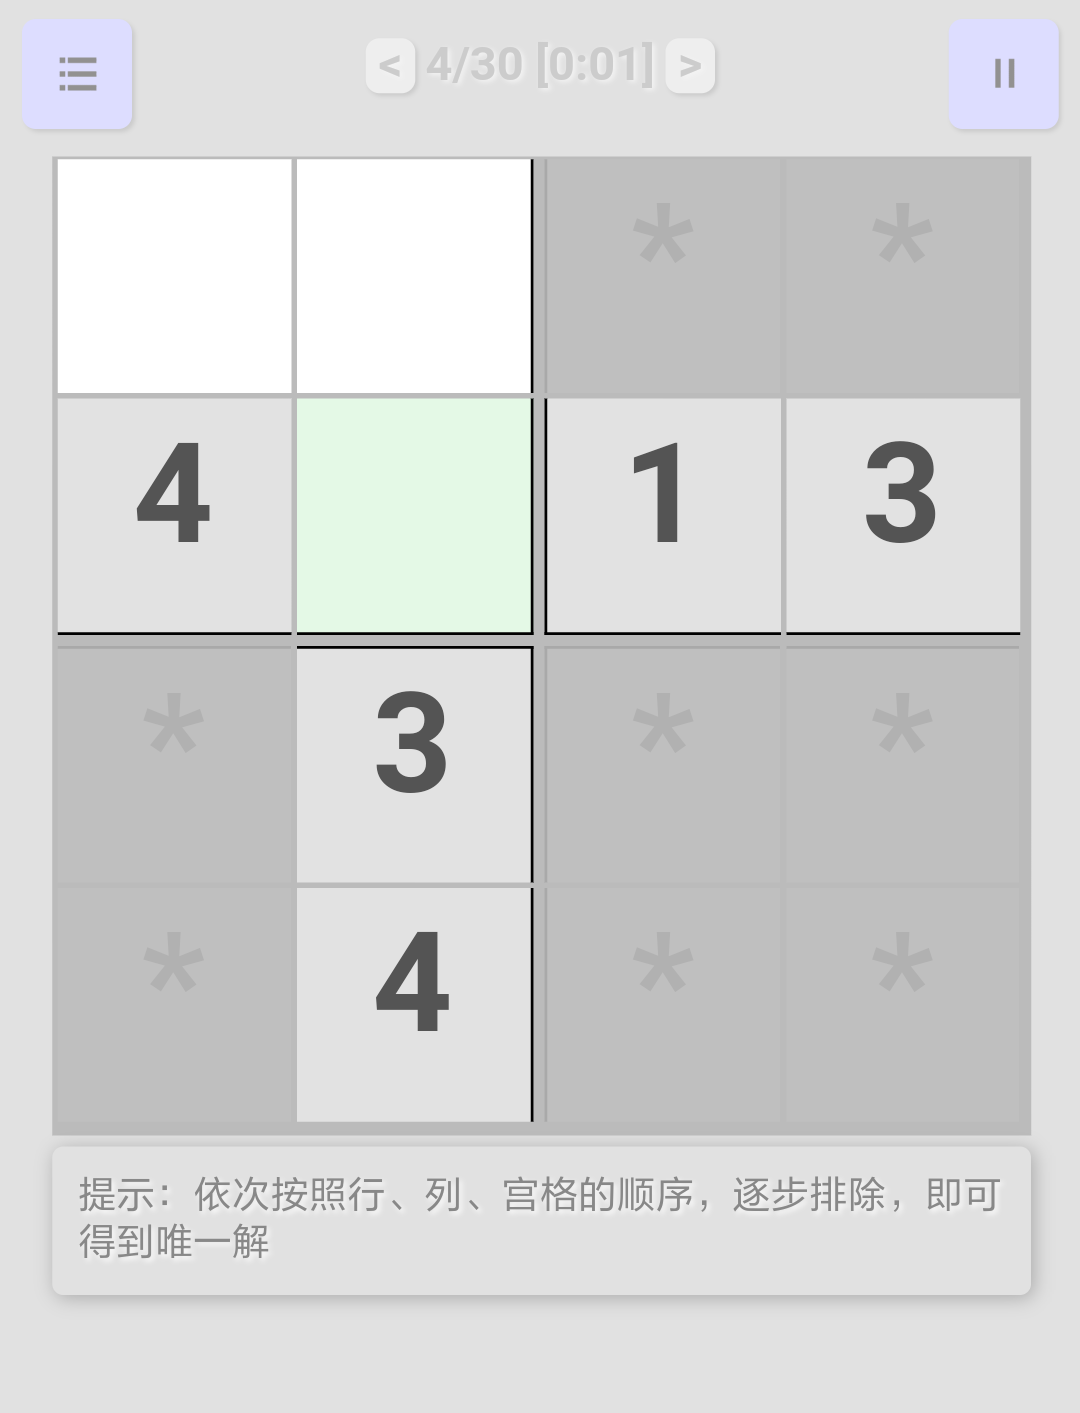 < 4/30 [0:01] >
* *
4 1 3
* 3 * *
* 4 * *
提示：依次按照行、列、宫格的顺序，逐步排除，即可
得到唯一解